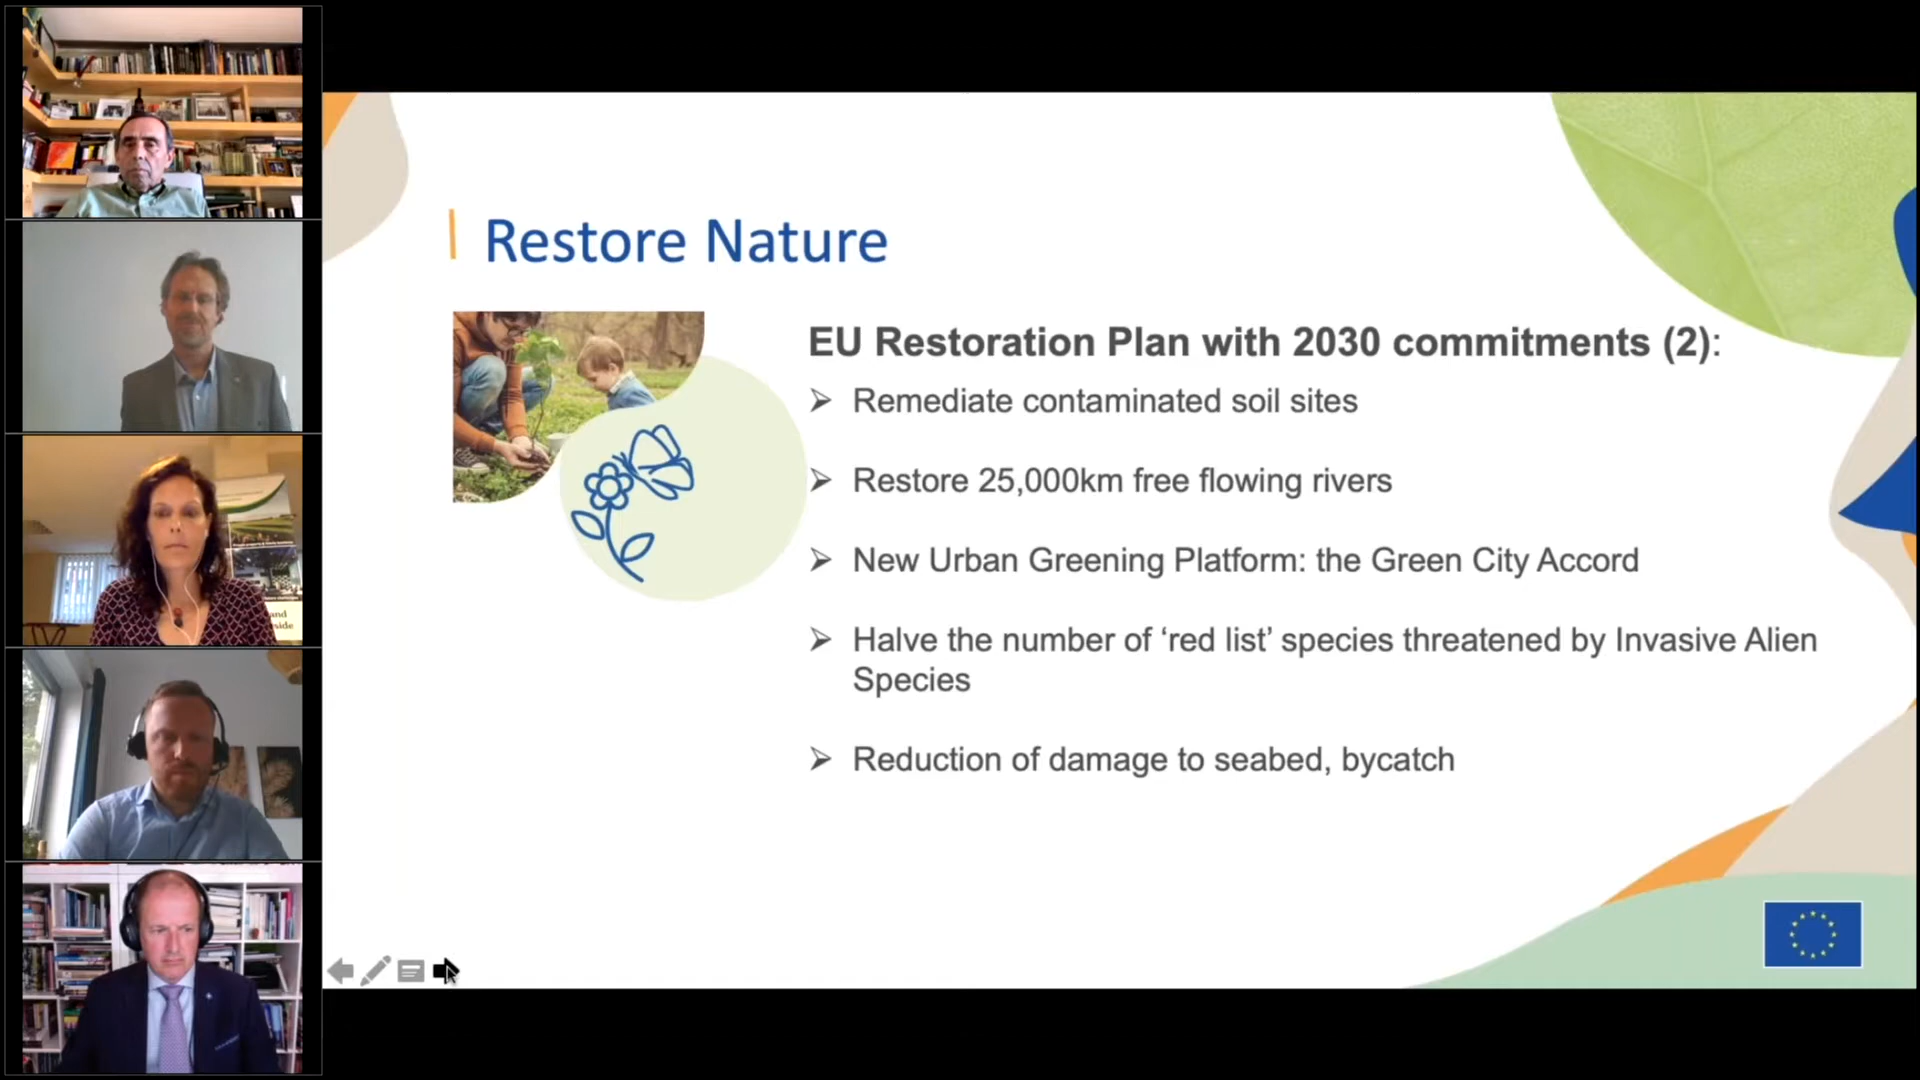 Restore Nature
EU Restoration Plan with 2030 commitments (2):
➢ Remediate contaminated soil sites
➢ Restore 25,000km free flowing rivers
➢ New Urban Greening Platform: the Green City Accord
➢ Halve the number of ‘red list’ species threatened by Invasive Alien
Species
➢ Reduction of damage to seabed, bycatch
and
side